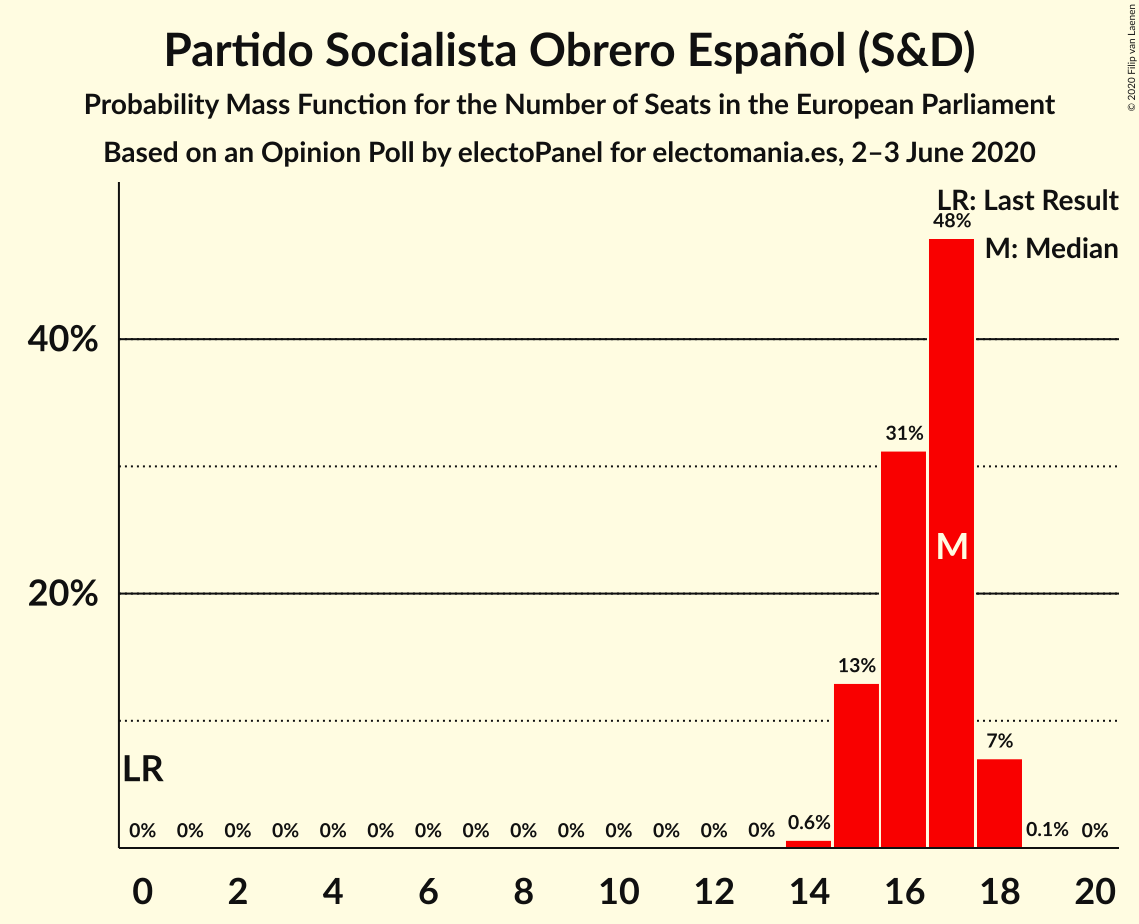 Partido Socialista Obrero Español (S&D)
Probability Mass Function for the Number of Seats in the European Parliament
Based on an Opinion Poll by electoPanel for electomania.es, 2–3 June 2020
© 2020 Filip van Laenen
LR: Last Result
M: Median
48%
40%
31%
M
20%
13%
7%
LR
0% 0% 0% 0% 0% 0% 0% 0% 0% 0% 0% 0% 0% 0% 0.6% 0.1% 0%
0 2 4 6 8 10 12 14 16 18 20